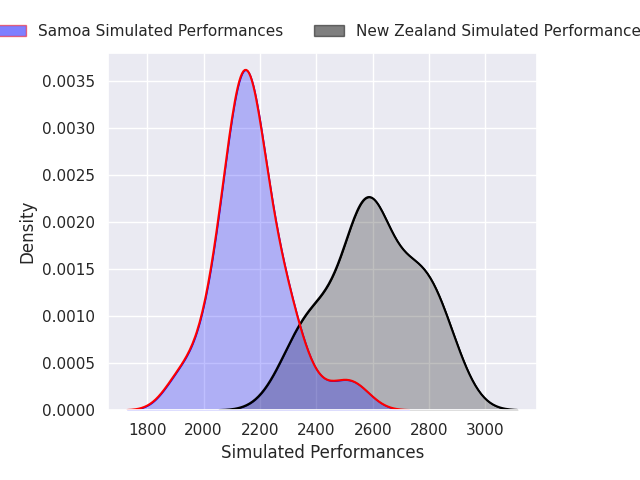 Samoa Simulated Performances
New Zealand Simulated Performance
0.0035
0.0030
0.0025
0.0020
0.0015
0.0010
0.0005
0.0000
Density
1800 2000 2200 2400 2600 2800 3000
Simulated Performances